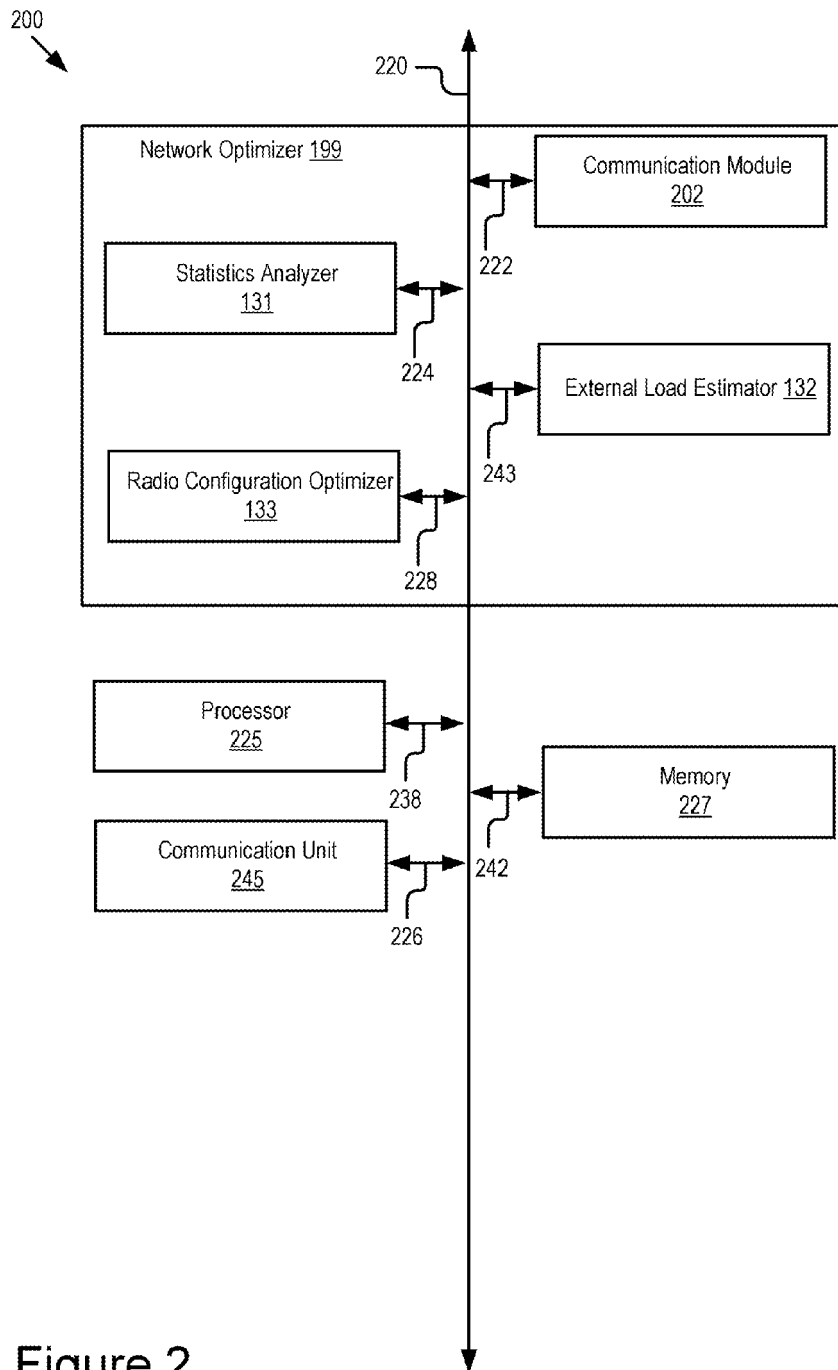 200
220
Network Optimizer 199
Communication Module
202
222
Statistics Analyzer
131
224
External Load Estimator 132
243
Radio Configuration Optimizer
133
228
Processor
225
238
Memory
227
242
Communication Unit
245
226
Figure 2